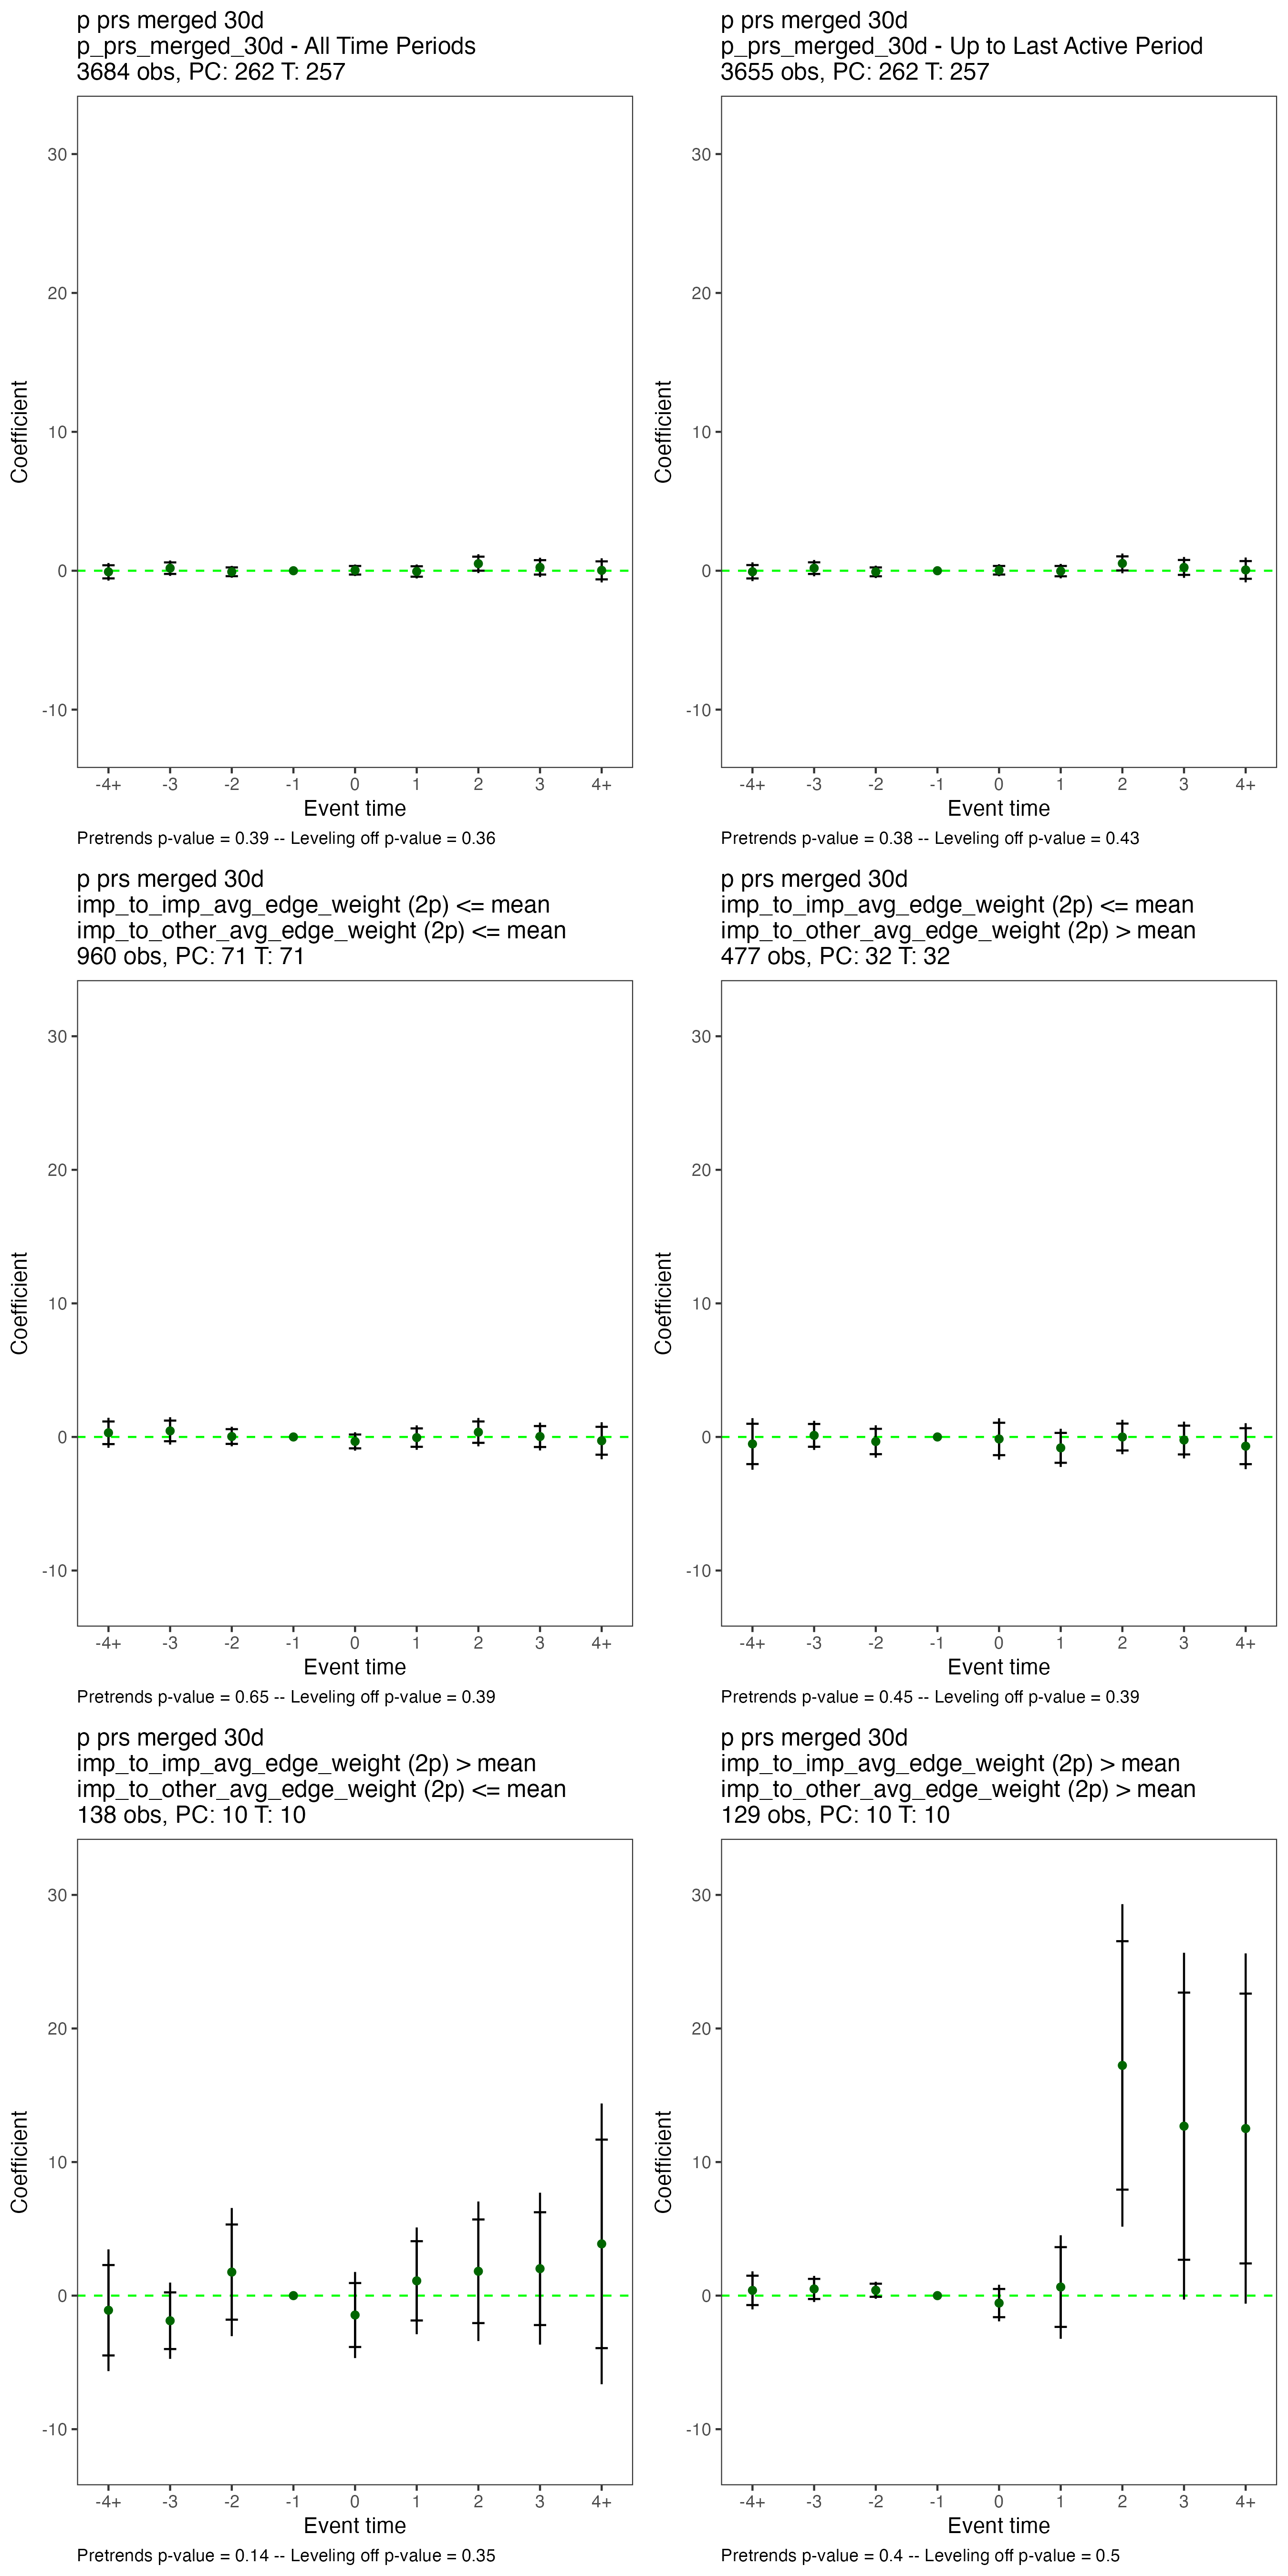 p prs merged 30d
p_prs_merged_30d - All Time Periods
3684 obs, PC: 262 T: 257
30
20
10
0
-10
Coefficient
-4+ -3 -2 -1 0 1 2 3 4+
Event time
Pretrends p-value = 0.39 -- Leveling off p-value = 0.36
p prs merged 30d
p_prs_merged_30d - Up to Last Active Period
3655 obs, PC: 262 T: 257
30
20
10
0
-10
Coefficient
-4+ -3 -2 -1 0 1 2 3 4+
Event time
Pretrends p-value = 0.38 -- Leveling off p-value = 0.43
p prs merged 30d
imp_to_imp_avg_edge_weight (2p) <= mean
imp_to_other_avg_edge_weight (2p) <= mean
960 obs, PC: 71 T: 71
30
20
10
0
-10
Coefficient
-4+ -3 -2 -1 0 1 2 3 4+
Event time
Pretrends p-value = 0.65 -- Leveling off p-value = 0.39
p prs merged 30d
imp_to_imp_avg_edge_weight (2p) <= mean
imp_to_other_avg_edge_weight (2p) > mean
477 obs, PC: 32 T: 32
30
20
10
0
-10
Coefficient
-4+ -3 -2 -1 0 1 2 3 4+
Event time
Pretrends p-value = 0.45 -- Leveling off p-value = 0.39
p prs merged 30d
imp_to_imp_avg_edge_weight (2p) > mean
imp_to_other_avg_edge_weight (2p) <= mean
138 obs, PC: 10 T: 10
30
20
10
0
-10
Coefficient
-4+ -3 -2 -1 0 1 2 3 4+
Event time
Pretrends p-value = 0.14 -- Leveling off p-value = 0.35
p prs merged 30d
imp_to_imp_avg_edge_weight (2p) > mean
imp_to_other_avg_edge_weight (2p) > mean
129 obs, PC: 10 T: 10
30
20
10
0
-10
Coefficient
-4+ -3 -2 -1 0 1 2 3 4+
Event time
Pretrends p-value = 0.4 -- Leveling off p-value = 0.5